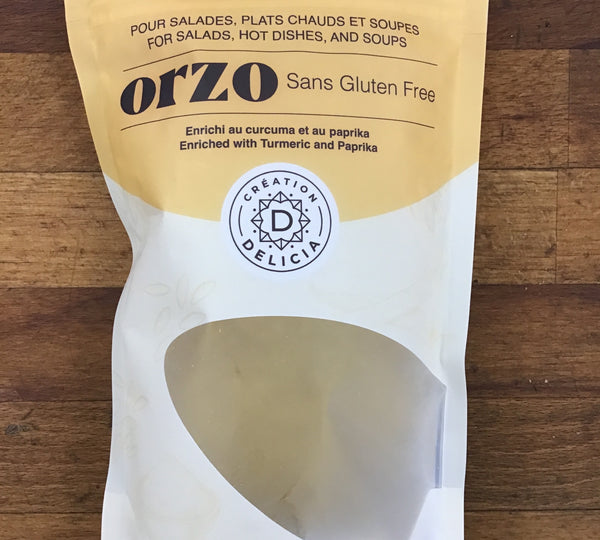 POUR SALADES, PLATS CHAUDS ET SOUPES
FOR SALADS, HOT DISHES, AND SOUPS
orzo Sans Gluten Free
Enrichi au curcuma et au paprika
Enriched with Turmeric and Paprika
CRÉATION
D
DELICIA